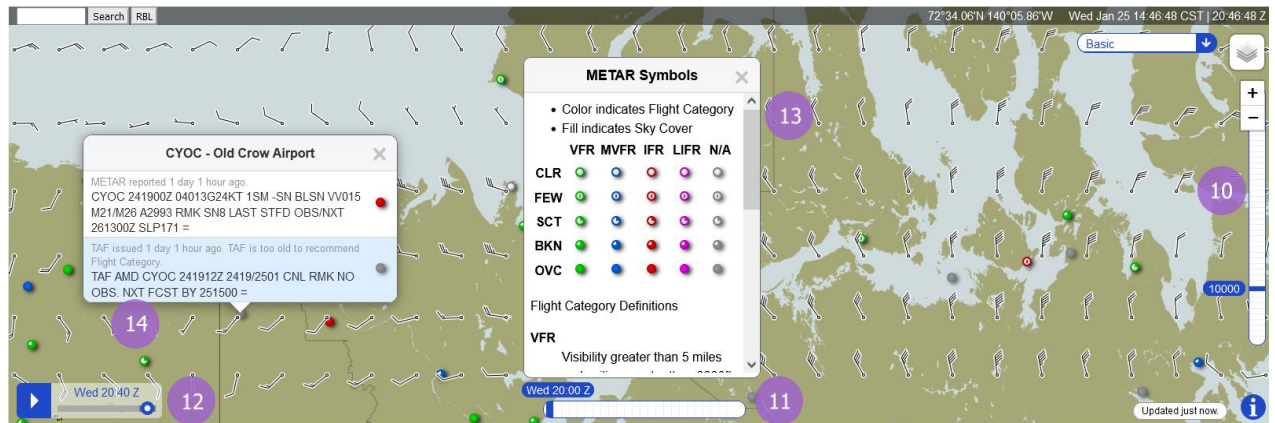 Search RBL
72°34.06'N 140°05.86'W Wed Jan 25 14:46:48 CST | 20:46:48 Z
Basic
+
−
10
10000
METAR Symbols ×
• Color indicates Flight Category
• Fill indicates Sky Cover
VFR MVFR IFR LIFR N/A
CLR
FEW
SCT
BKN
OVC
Flight Category Definitions
VFR
Visibility greater than 5 miles
13
CYOC - Old Crow Airport ×
METAR reported 1 day 1 hour ago.
CYOC 241900Z 04013G24KT 1SM -SN BLSN VV015
M21/M26 A2993 RMK SN8 LAST STFD OBS/NXT
261300Z SLP171 =
TAF issued 1 day 1 hour ago. TAF is too old to recommend
Flight Category.
TAF AMD CYOC 241912Z 2419/2501 CNL RMK NO
OBS. NXT FCST BY 251500 =
14
Wed 20:40 Z
12
Wed 20:00 Z
11
Updated just now.
i